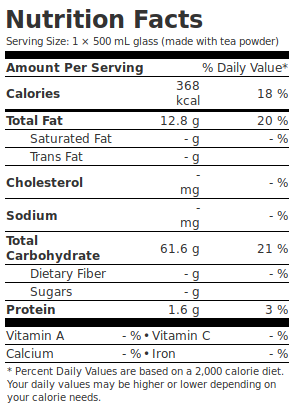 Nutrition Facts
Serving Size: 1 × 500 mL glass (made with tea powder)
Amount Per Serving % Daily Value*
Calories 368 kcal 18 %
Total Fat 12.8 g 20 %
Saturated Fat - g - %
Trans Fat - g
Cholesterol - mg - %
Sodium - mg - %
Total Carbohydrate 61.6 g 21 %
Dietary Fiber - g - %
Sugars - g
Protein 1.6 g 3 %
Vitamin A - % • Vitamin C - %
Calcium - % • Iron - %
* Percent Daily Values are based on a 2,000 calorie diet.
Your daily values may be higher or lower depending on
your calorie needs.